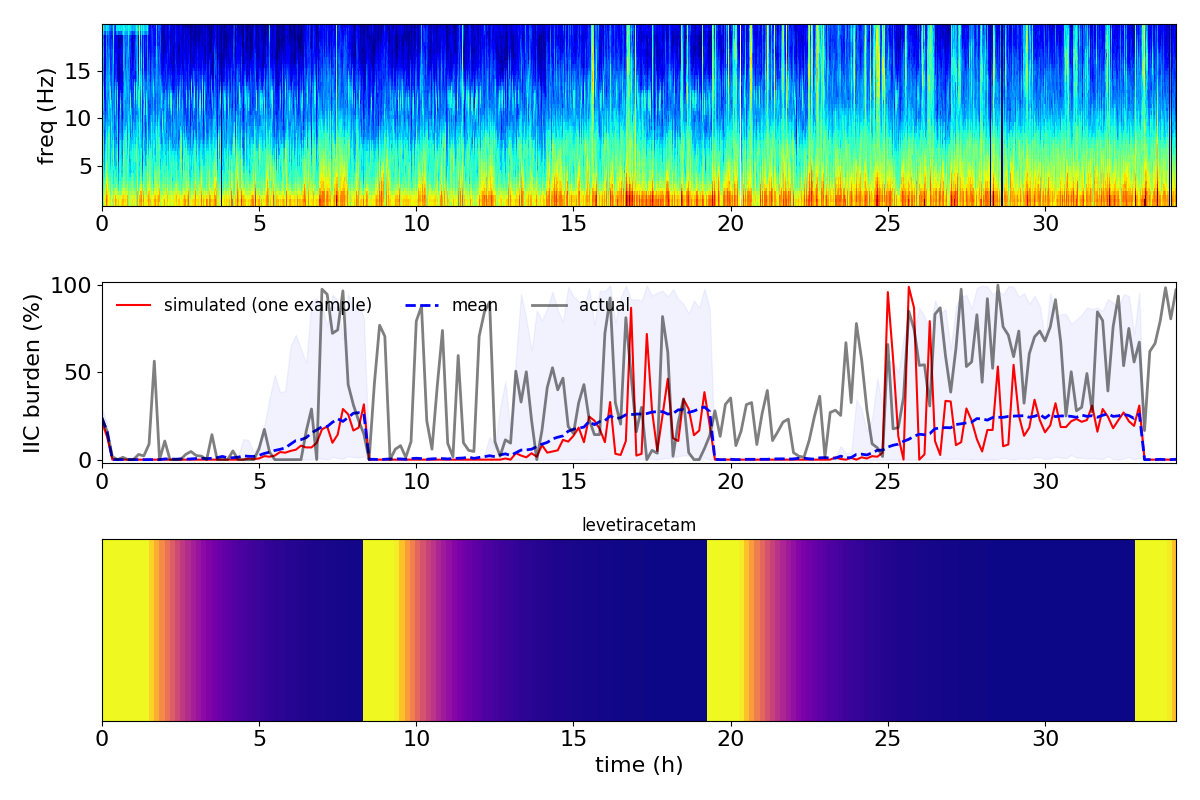 freq (Hz)
15
10
5
0 5 10 15 20 25 30
IIC burden (%)
100
50
0
simulated (one example) mean actual
0 5 10 15 20 25 30
levetiracetam
0 5 10 15 20 25 30
time (h)